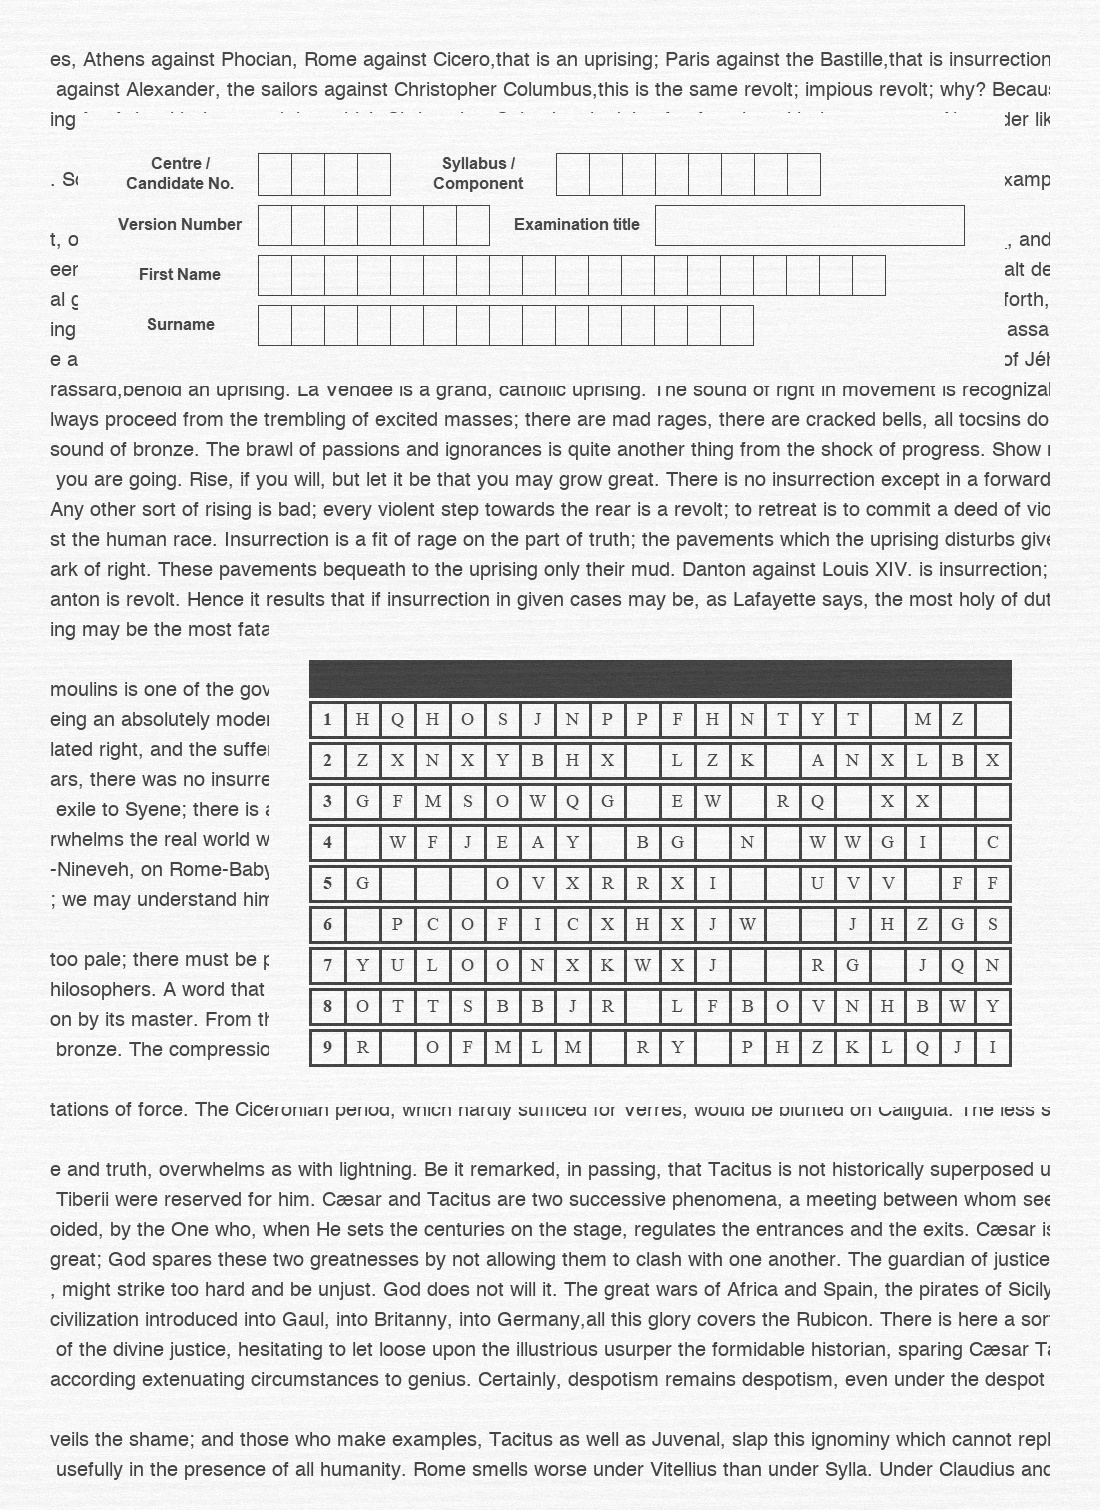 es, Athens against Phocian, Rome against Cicero,that is an uprising; Paris against the Bastille,that is insurrection
against Alexander, the sailors against Christopher Columbus,this is the same revolt; impious revolt; why?
ing
Centre / Candidate No.
Syllabus / Component
Version Number
Examination title
First Name
Surname
t, o , and
al g forth,
ing assa
e a of
rassard,behold an uprising. La Vendée is a grand, catholic uprising. The sound of right in movement is
lways proceed from the trembling of excited masses; there are mad rages, there are cracked bells, all tocsins do
sound of bronze. The brawl of passions and ignorances is quite another thing from the shock of progress. Show
you are going. Rise, if you will, but let it be that you may grow great. There is no insurrection except in a forward
Any other sort of rising is bad; every violent step towards the rear is a revolt; to retreat is to commit a deed of vio
st the human race. Insurrection is a fit of rage on the part of truth; the pavements which the uprising disturbs give
ark of right. These pavements bequeath to the uprising only their mud. Danton against Louis XIV. is insurrection;
anton is revolt. Hence it results that if insurrection in given cases may be, as Lafayette says, the most holy of dut
ing may be the most fata
moulins is one of the gov
eing an absolutely moder
lated right, and the suffer
ars, there was no insurre
exile to Syene; there is a
rwhelms the real world w
-Nineveh, on Rome-Baby
; we may understand him
too pale; there must be p
hilosophers. A word that
on by its master. From th
bronze. The compressio
1 H Q H O S J N P P F H N T Y T M Z
2 Z X N X Y B H X L Z K A N X L B X
3 G F M S O W Q G E W R Q X X
4 W F J E A Y B G N W W G I C
5 G O V X R R X I U V V F F
6 P C O F I C X H X J W J H Z G S
7 Y U L O O N X K W X J R G J Q N
8 O T T S B B J R L F B O V N H B W Y
9 R O F M L M R Y P H Z K L Q J I
tations of force. The Ciceronian period, which hardly sufficed for Verres, would be blunted on Caligula. The less s
e and truth, overwhelms as with lightning. Be it remarked, in passing, that Tacitus is not historically superposed u
Tiberii were reserved for him. Cæsar and Tacitus are two successive phenomena, a meeting between whom see
oided, by the One who, when He sets the centuries on the stage, regulates the entrances and the exits. Cæsar is
great; God spares these two greatnesses by not allowing them to clash with one another. The guardian of justice
, might strike too hard and be unjust. God does not will it. The great wars of Africa and Spain, the pirates of Sicily
civilization introduced into Gaul, into Britanny, into Germany,all this glory covers the Rubicon. There is here a sor
of the divine justice, hesitating to let loose upon the illustrious usurper the formidable historian, sparing Cæsar Ta
according extenuating circumstances to genius. Certainly, despotism remains despotism, even under the despot
veils the shame; and those who make examples, Tacitus as well as Juvenal, slap this ignominy which cannot repl
usefully in the presence of all humanity. Rome smells worse under Vitellius than under Sylla. Under Claudius and